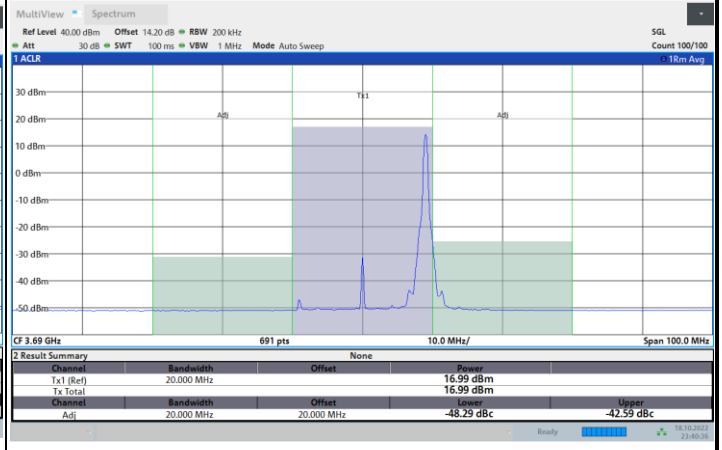 MultiView Spectrum
Ref Level 40.00 dBm Offset 14.20 dB RBW 200 kHz SGL
Att 30 dB SWT 100 ms VBW 1 MHz Mode Auto Sweep Count 100/100
1 ACLR 1Rm Avg
30 dBm
Tx1
20 dBm Adj Adj
10 dBm
0 dBm
-10 dBm
-20 dBm
-30 dBm
-40 dBm
-50 dBm
CF 3.69 GHz 691 pts 10.0 MHz/ Span 100.0 MHz
2 Result Summary None
Channel Bandwidth Offset Power
Tx1 (Ref) 20.000 MHz 16.99 dBm
Tx Total 16.99 dBm
Channel Bandwidth Offset Lower Upper
Adj 20.000 MHz 20.000 MHz -48.29 dBc -42.59 dBc
Ready 18.10.2022
23:40:36